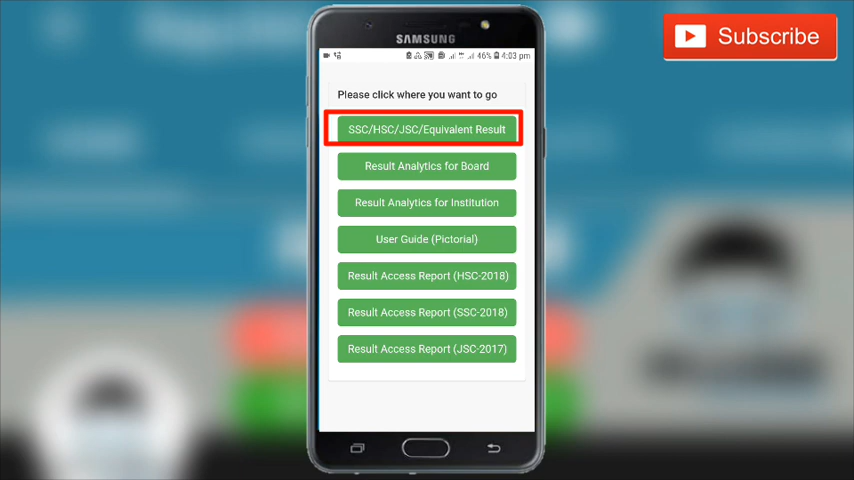 Subscribe
SAMSUNG
46% 4:03 pm
Please click where you want to go
SSC/HSC/JSC/Equivalent Result
Result Analytics for Board
Result Analytics for Institution
User Guide (Pictorial)
Result Access Report (HSC-2018)
Result Access Report (SSC-2018)
Result Access Report (JSC-2017)